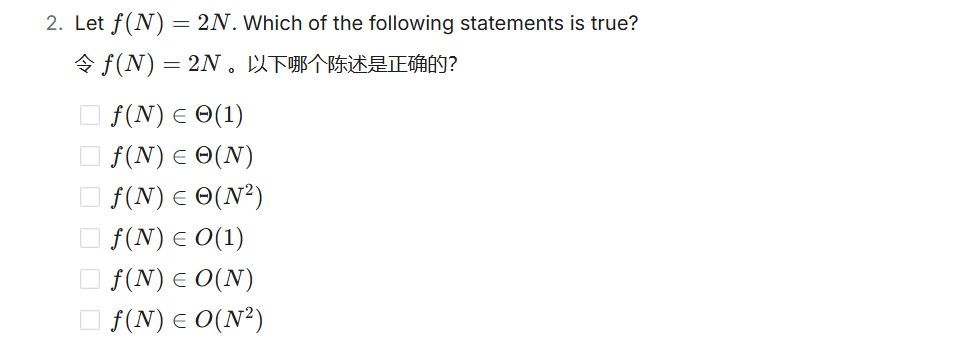 2. Let f(N) = 2N. Which of the following statements is true?
令 f(N) = 2N 。以下哪个陈述是正确的?
f(N) ∈ Θ(1)
f(N) ∈ Θ(N)
f(N) ∈ Θ(N²)
f(N) ∈ O(1)
f(N) ∈ O(N)
f(N) ∈ O(N²)